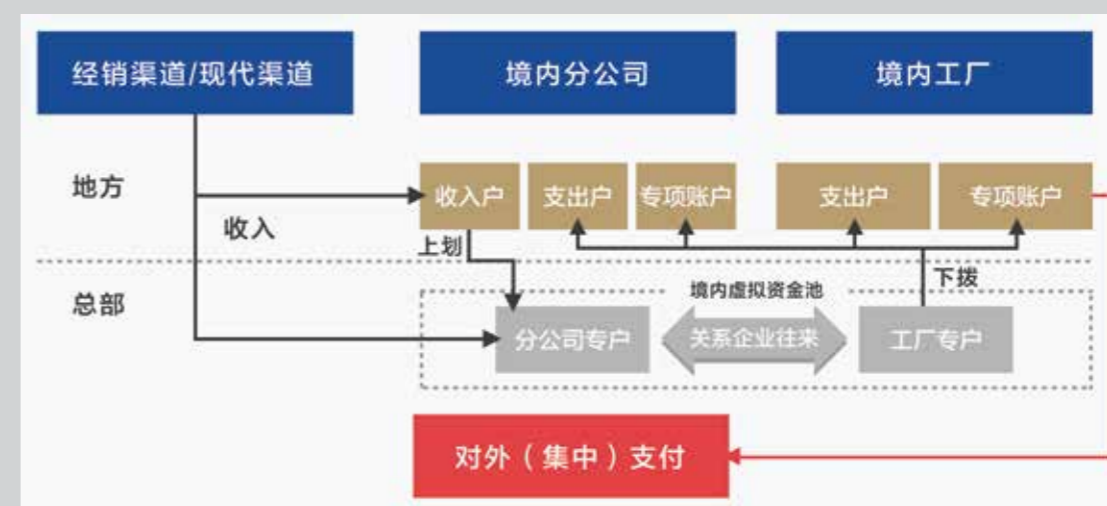 经销渠道/现代渠道
境内分公司
境内工厂
地方
收入户
支出户
专项账户
支出户
专项账户
收入
上划
下拨
总部
境内虚拟资金池
分公司专户
关系企业往来
工厂专户
对外（集中）支付